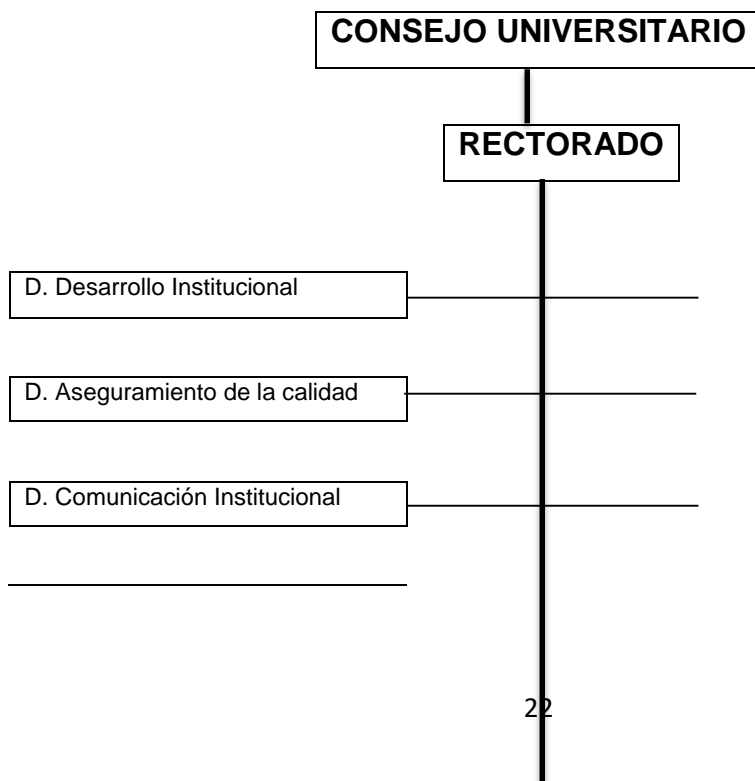 CONSEJO UNIVERSITARIO
RECTORADO
D. Desarrollo Institucional
D. Aseguramiento de la calidad
D. Comunicación Institucional
22